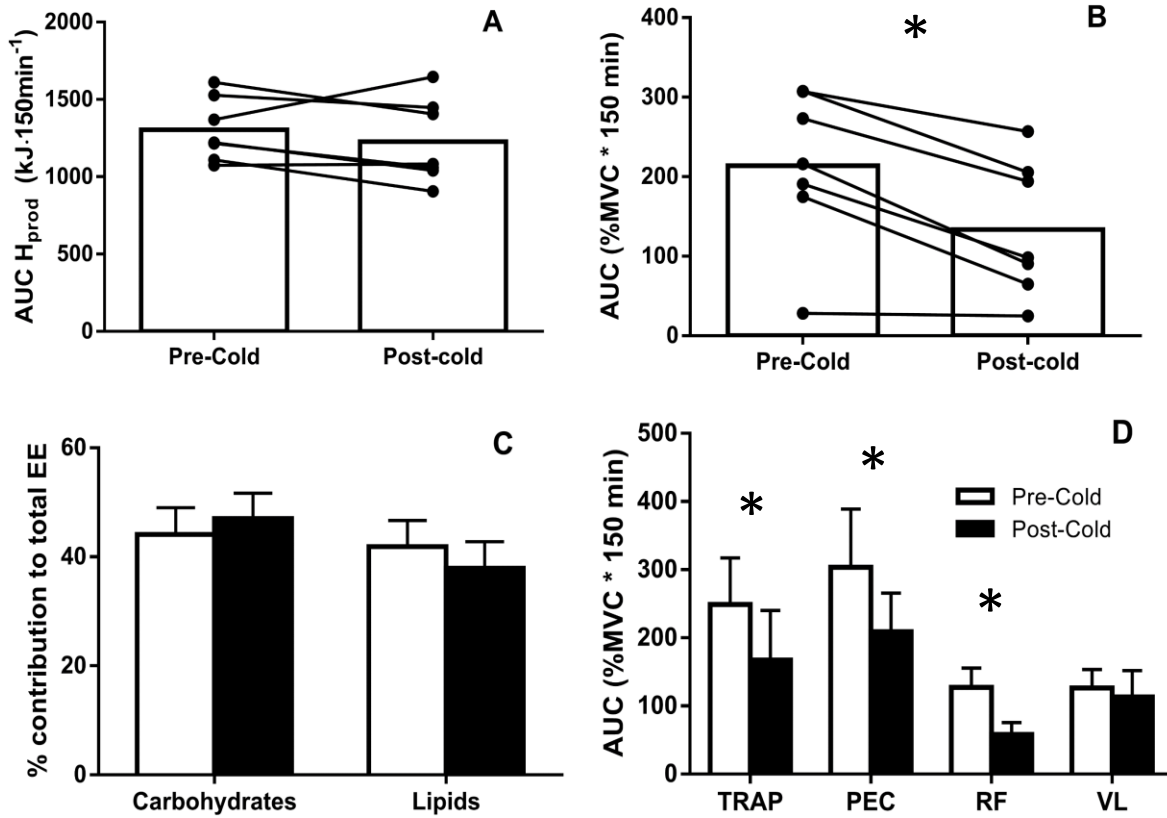 A
AUC Hprod (kJ·150min-1)
2000
1500
1000
500
0
Pre-Cold Post-cold
B
*
AUC (%MVC * 150 min)
400
300
200
100
0
Pre-Cold Post-cold
C
% contribution to total EE
60
40
20
0
Carbohydrates Lipids
D
AUC (%MVC * 150 min)
500
400
300
200
100
0
* * *
Pre-Cold
Post-Cold
TRAP PEC RF VL